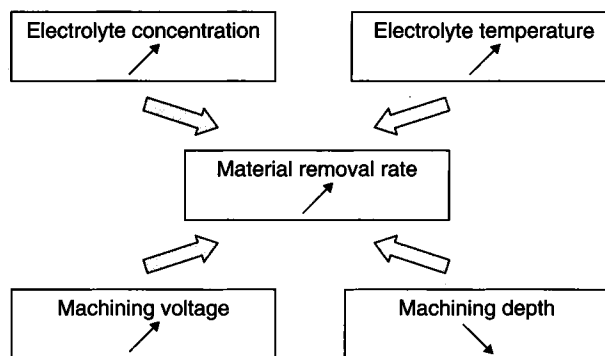 Electrolyte concentration
Electrolyte temperature
Material removal rate
Machining voltage
Machining depth